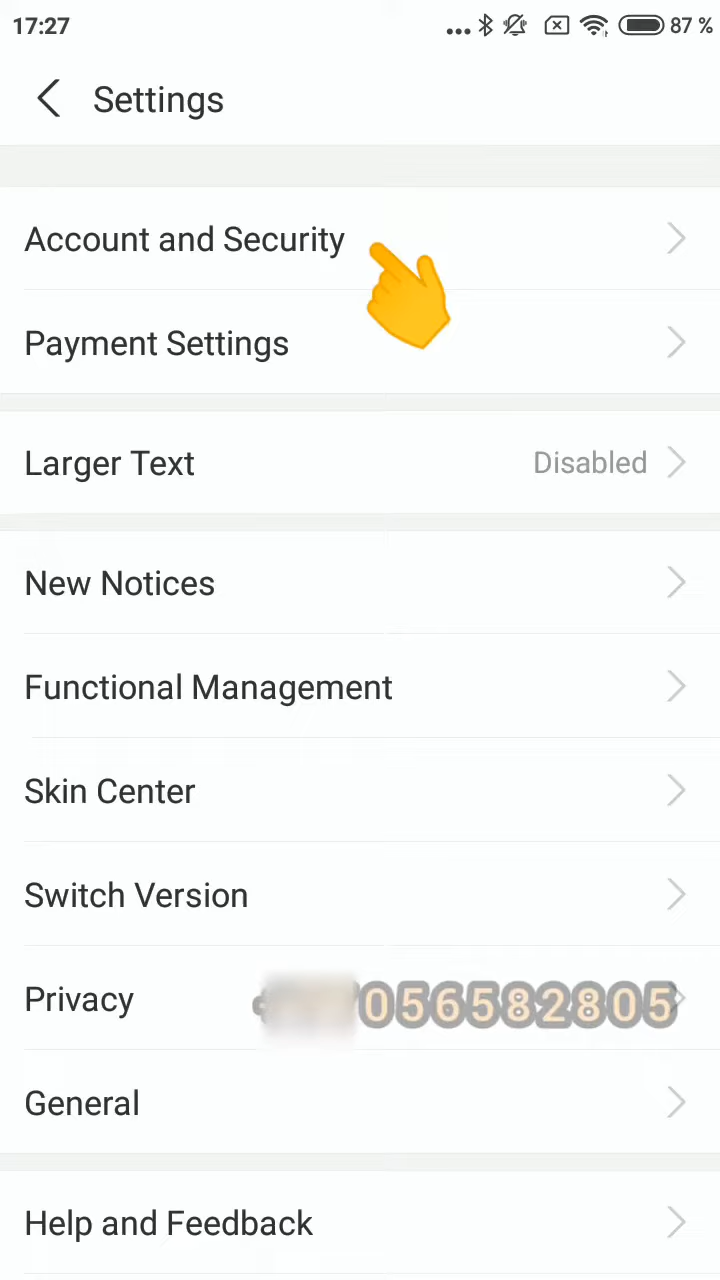 17:27
87 %
Settings
Account and Security
Payment Settings
Larger Text
Disabled
New Notices
Functional Management
Skin Center
Switch Version
Privacy
056582805
General
Help and Feedback